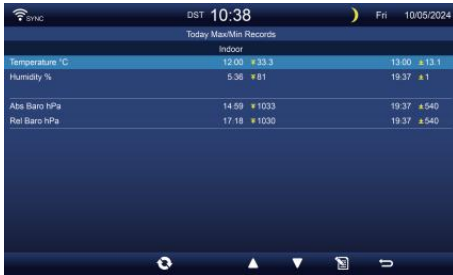 SYNC DST 10:38 Fri 10/05/2024
Today Max/Min Records
Indoor
Temperature °C 12:00 33.3 13:00 13.1
Humidity % 5:36 81 19:37 1
Abs Baro hPa 14:59 1033 19:37 540
Rel Baro hPa 17:18 1030 19:37 540